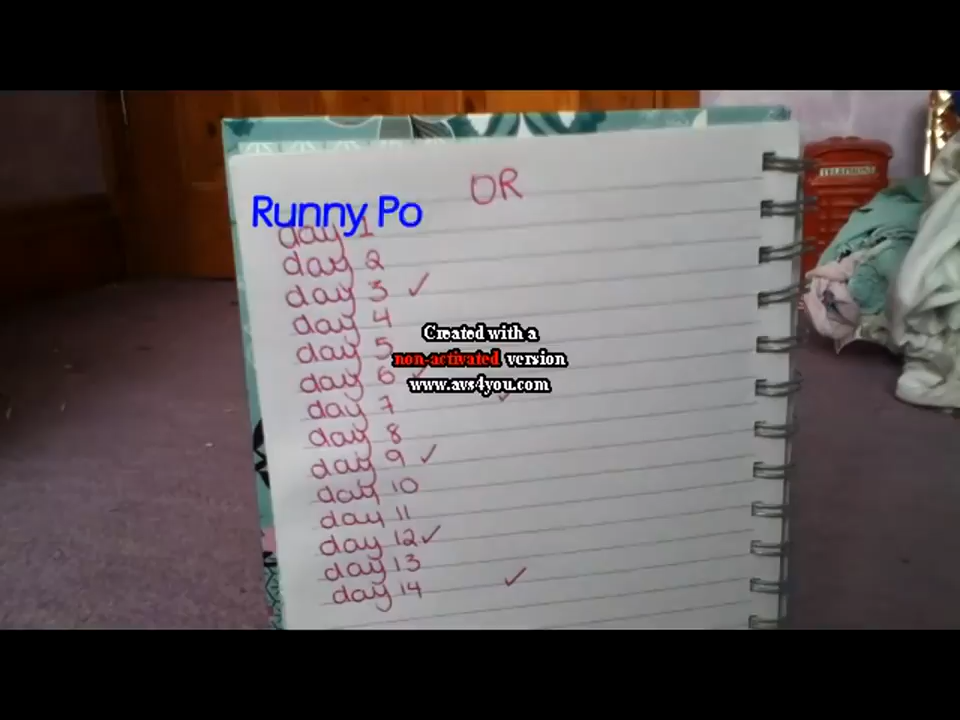 OR
Runny Po
TELEPHONE
day 1
day 2
day 3 ✓
day 4
day 5
day 6 ✓
day 7 ✓
day 8
day 9 ✓
day 10
day 11
day 12 ✓
day 13
day 14 ✓
Created with a
non-activated version
www.avs4you.com